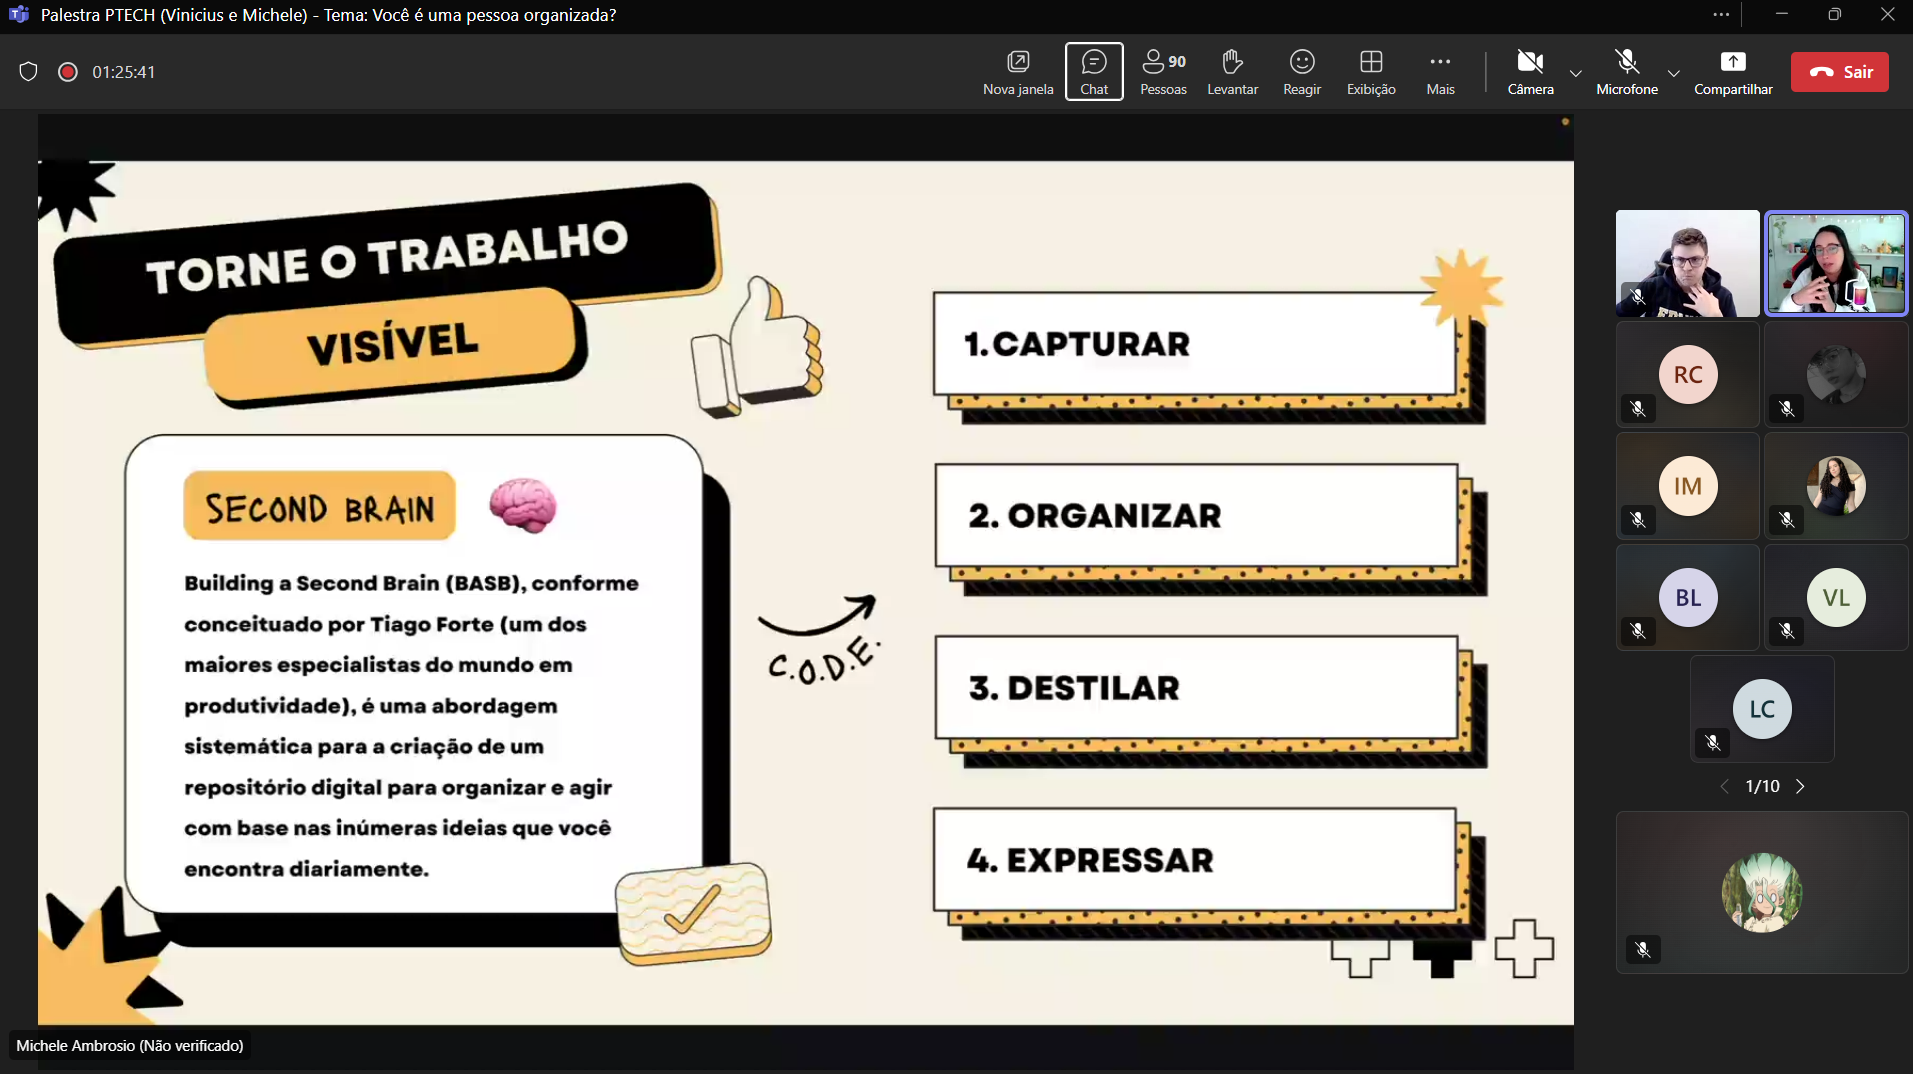 Palestra PTECH (Vinicius e Michele) - Tema: Você é uma pessoa organizada?
01:25:41
Nova janela
Chat
90
Pessoas
Levantar
Reagir
Exibição
Mais
Câmera
Microfone
Compartilhar
Sair
TORNE O TRABALHO
VISÍVEL
SECOND BRAIN
Building a Second Brain (BASB), conforme
conceituado por Tiago Forte (um dos
maiores especialistas do mundo em
produtividade), é uma abordagem
sistemática para a criação de um
repositório digital para organizar e agir
com base nas inúmeras ideias que você
encontra diariamente.
C.O.D.E.
1.CAPTURAR
2. ORGANIZAR
3. DESTILAR
4. EXPRESSAR
RC
IM
BL
VL
LC
1/10
Michele Ambrosio (Não verificado)